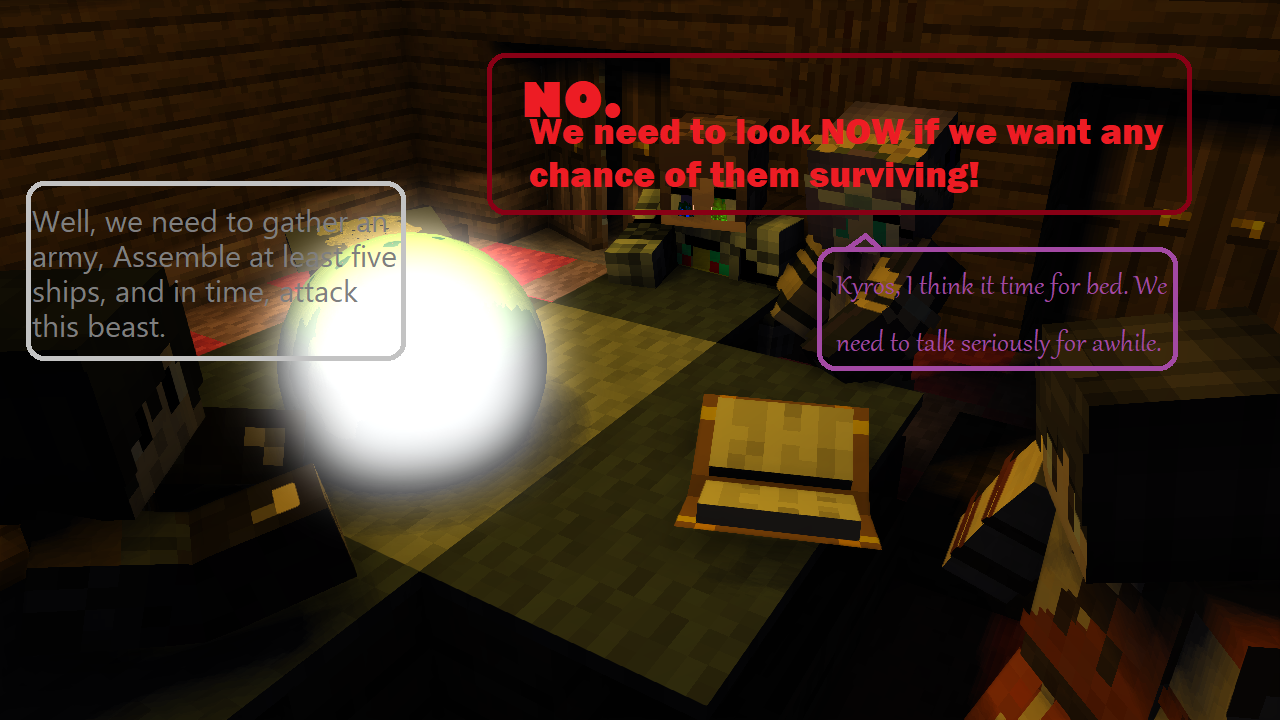 Well, we need to gather an
army, Assemble at least five
ships, and in time, attack
this beast.
NO.
We need to look NOW if we want any
chance of them surviving!
Kyros, I think it time for bed. We
need to talk seriously for awhile.